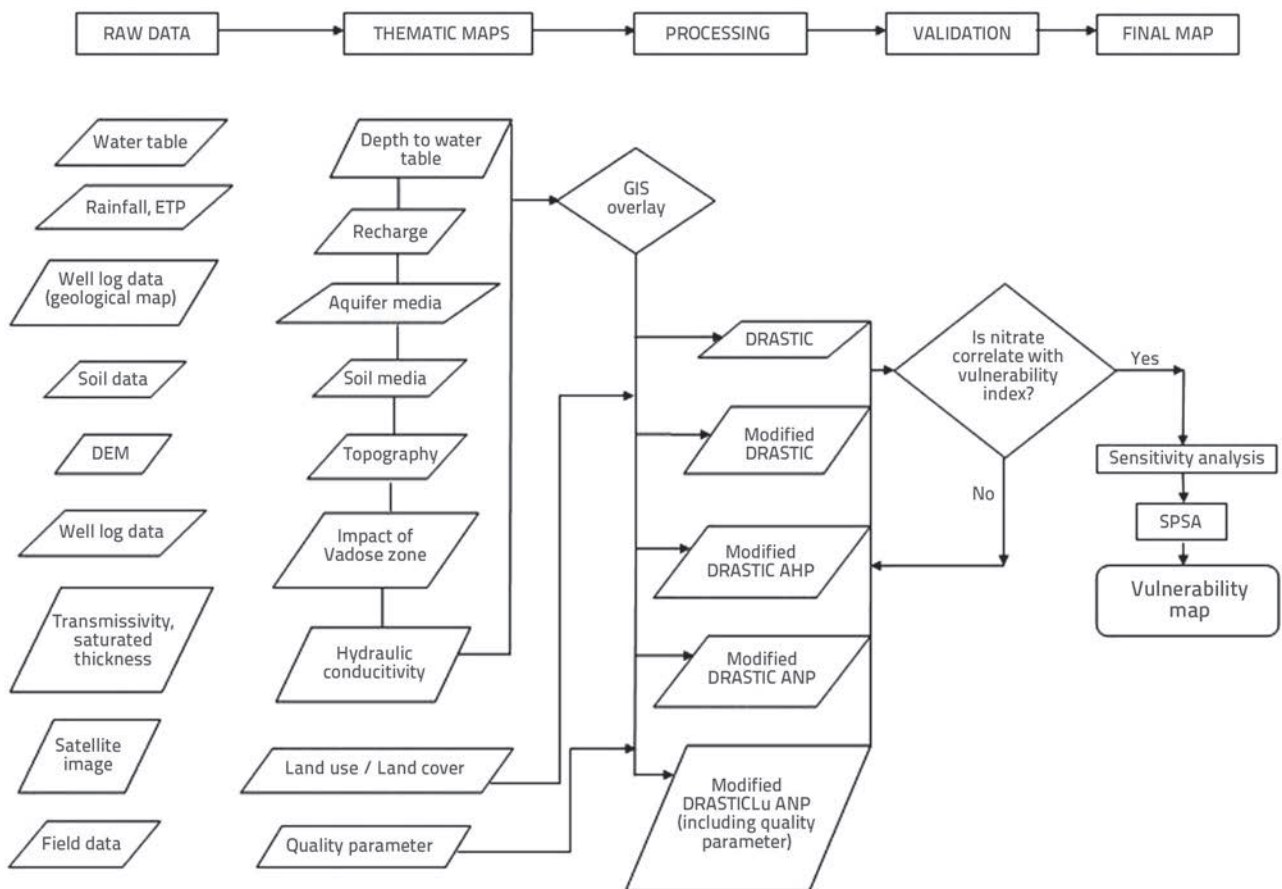 RAW DATA
THEMATIC MAPS
PROCESSING
VALIDATION
FINAL MAP
Water table
Rainfall, ETP
Well log data
(geological map)
Soil data
DEM
Well log data
Transmissivity,
saturated
thickness
Satellite
image
Field data
Depth to water
table
Recharge
Aquifer media
Soil media
Topography
Impact of
Vadose zone
Hydraulic
conducitivity
Land use / Land cover
Quality parameter
GIS
overlay
DRASTIC
Modified
DRASTIC
Modified
DRASTIC AHP
Modified
DRASTIC ANP
Modified
DRASTICLu ANP
(including quality
parameter)
Is nitrate
correlate with
vulnerability
index?
Yes
No
Sensitivity analysis
SPSA
Vulnerability
map